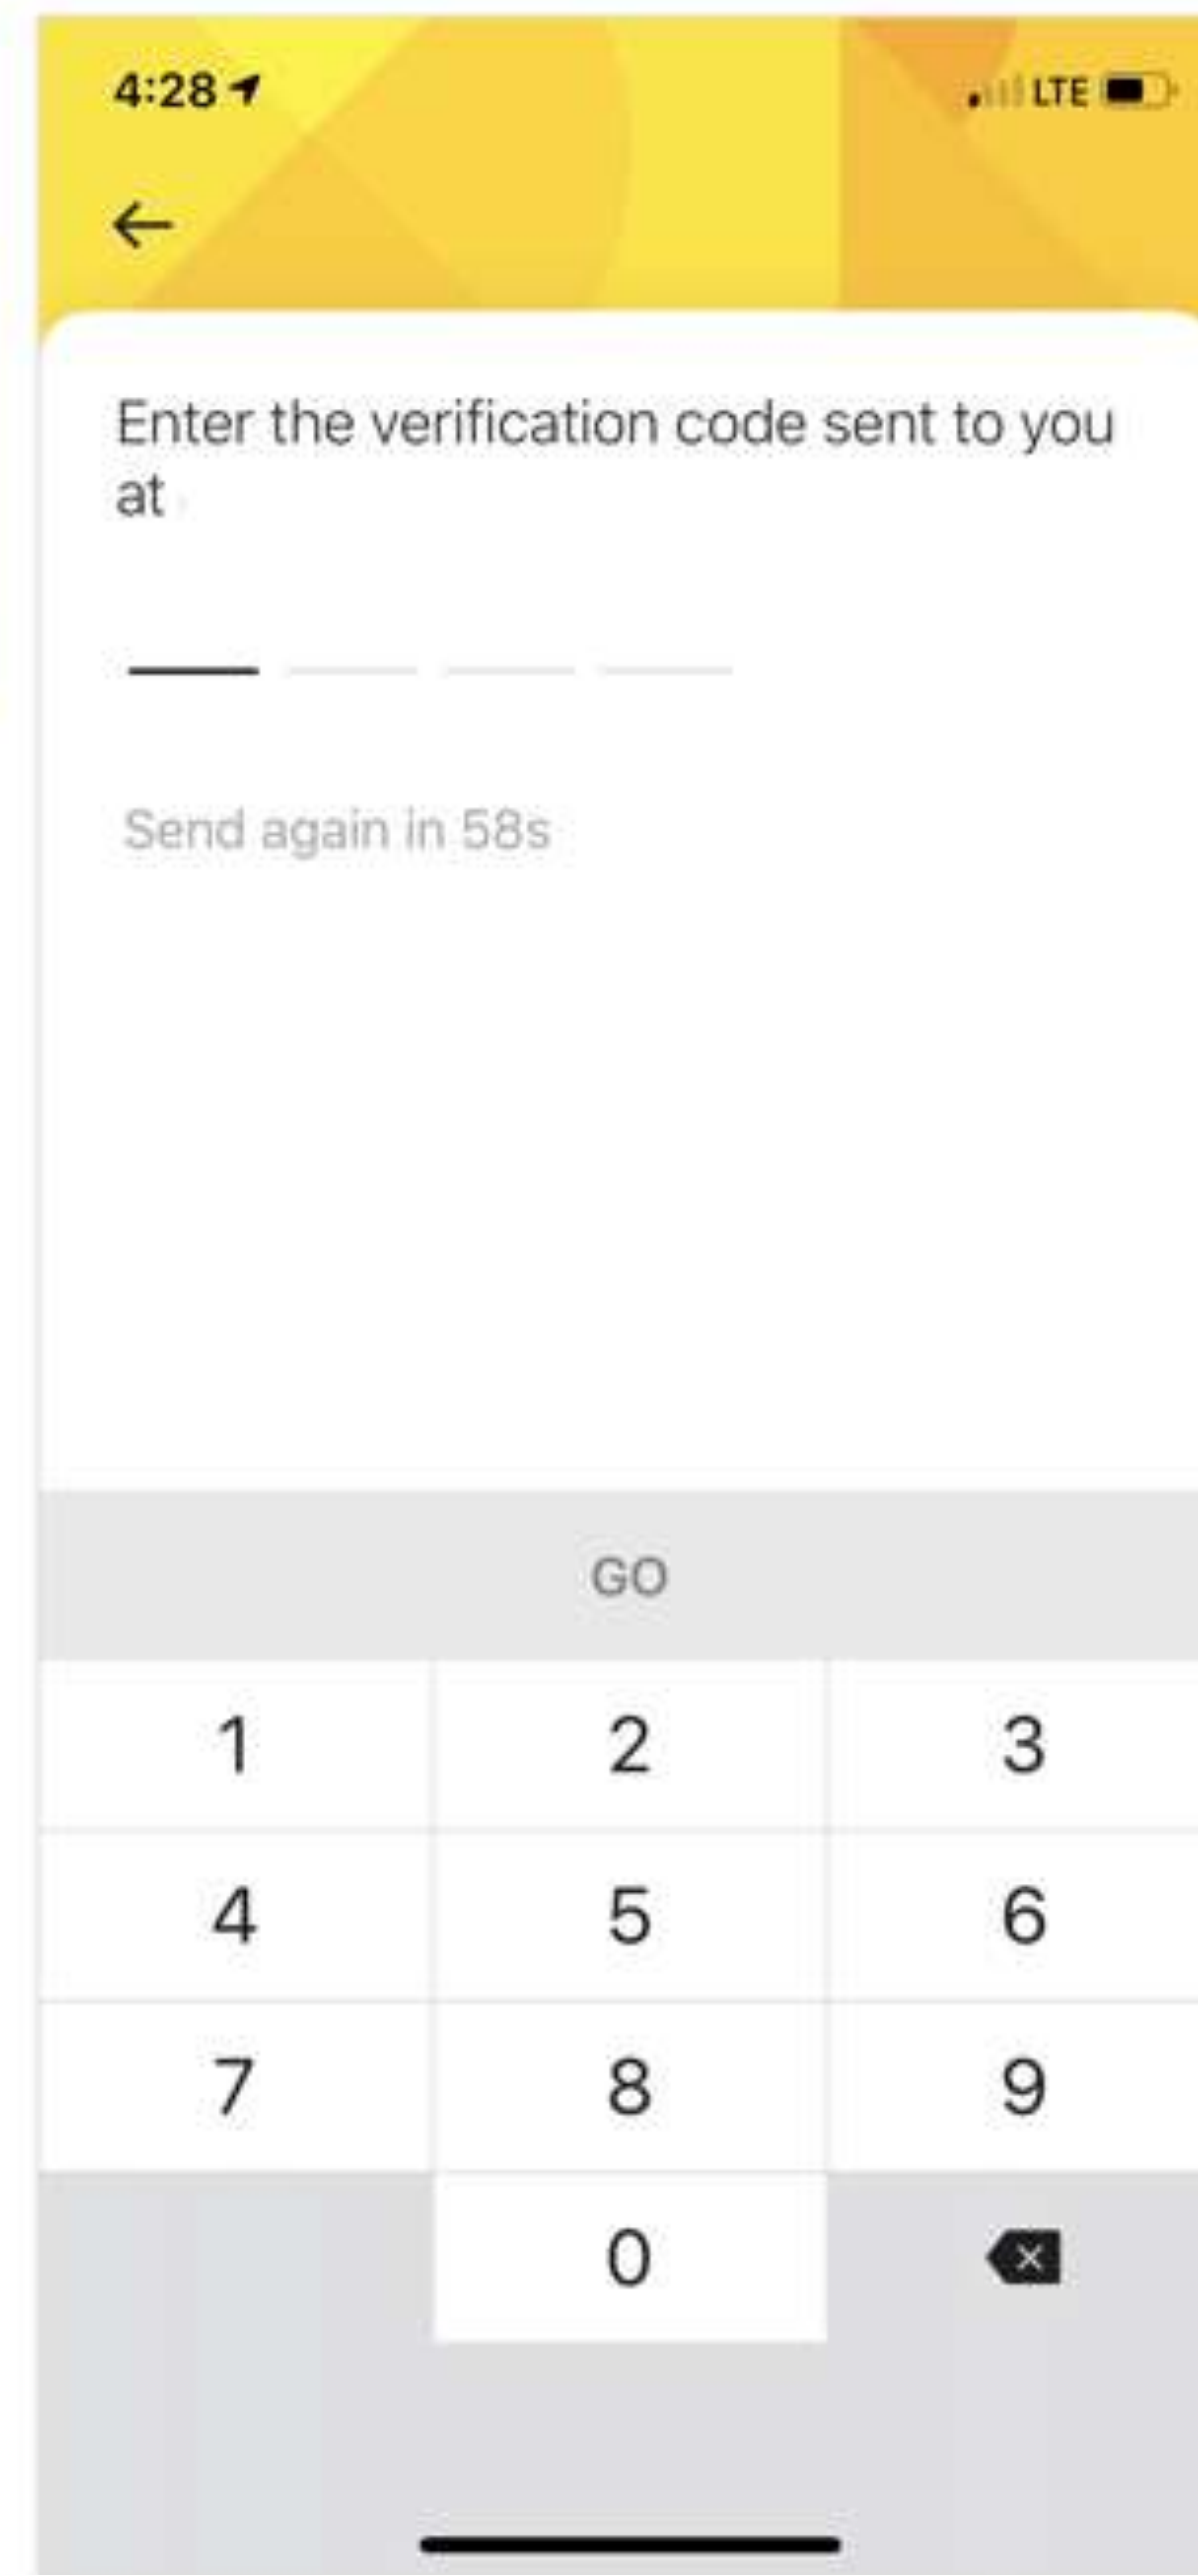 4:28 LTE
Enter the verification code sent to you
at
Send again in 58s
GO
1 2 3
4 5 6
7 8 9
0